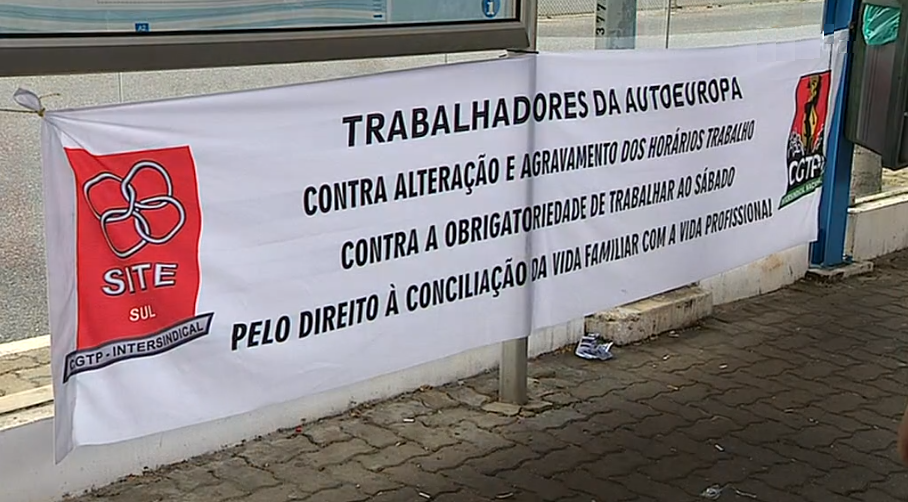 TRABALHADORES DA AUTOEUROPA
CONTRA ALTERAÇÃO E AGRAVAMENTO DOS HORÁRIOS TRABALHO
CONTRA A OBRIGATORIEDADE DE TRABALHAR AO SÁBADO
PELO DIREITO À CONCILIAÇÃO DA VIDA FAMILIAR COM A VIDA PROFISSIONAL
SITE
SUL
CGTP - INTERSINDICAL
CGTP